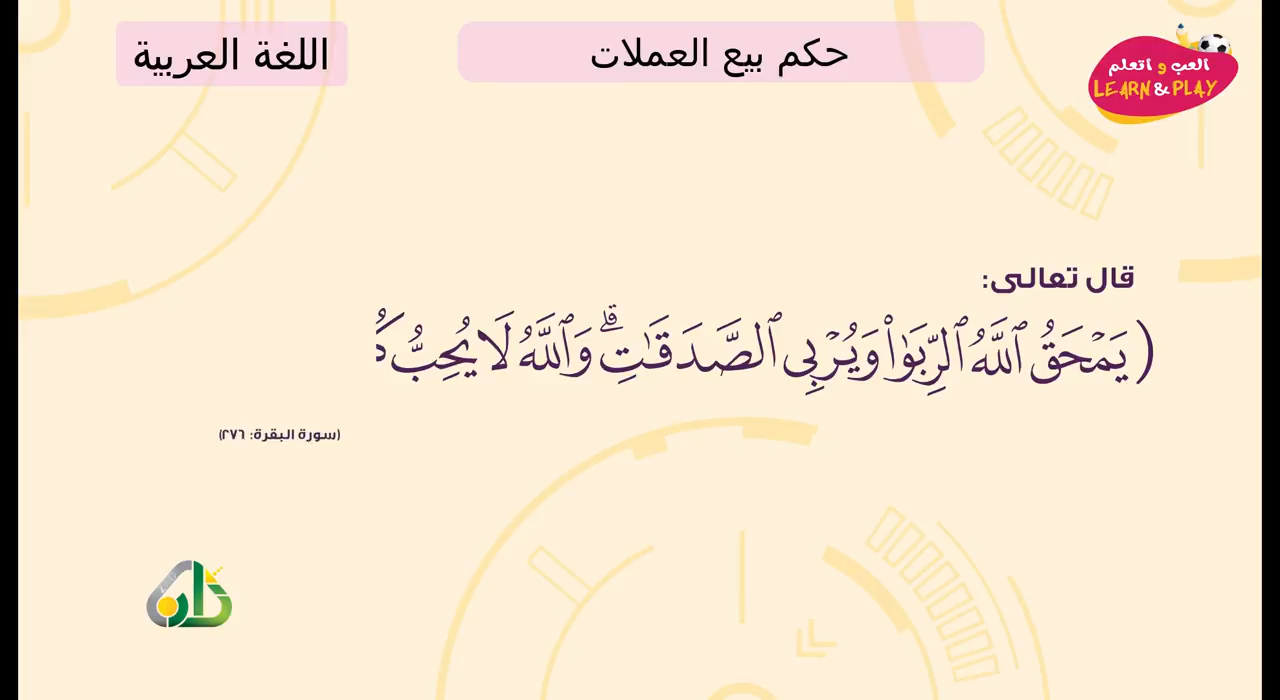 اللغة العربية
حكم بيع العملات
العب و اتعلم
LEARN & PLAY
قال تعالى:
( يَمۡحَقُ ٱللَّهُ ٱلرِّبَوٰاْ وَيُرۡبِي ٱلصَّدَقَٰتِۗ وَٱللَّهُ لَا يُحِبُّ
(سورة البقرة: ٢٧٦)